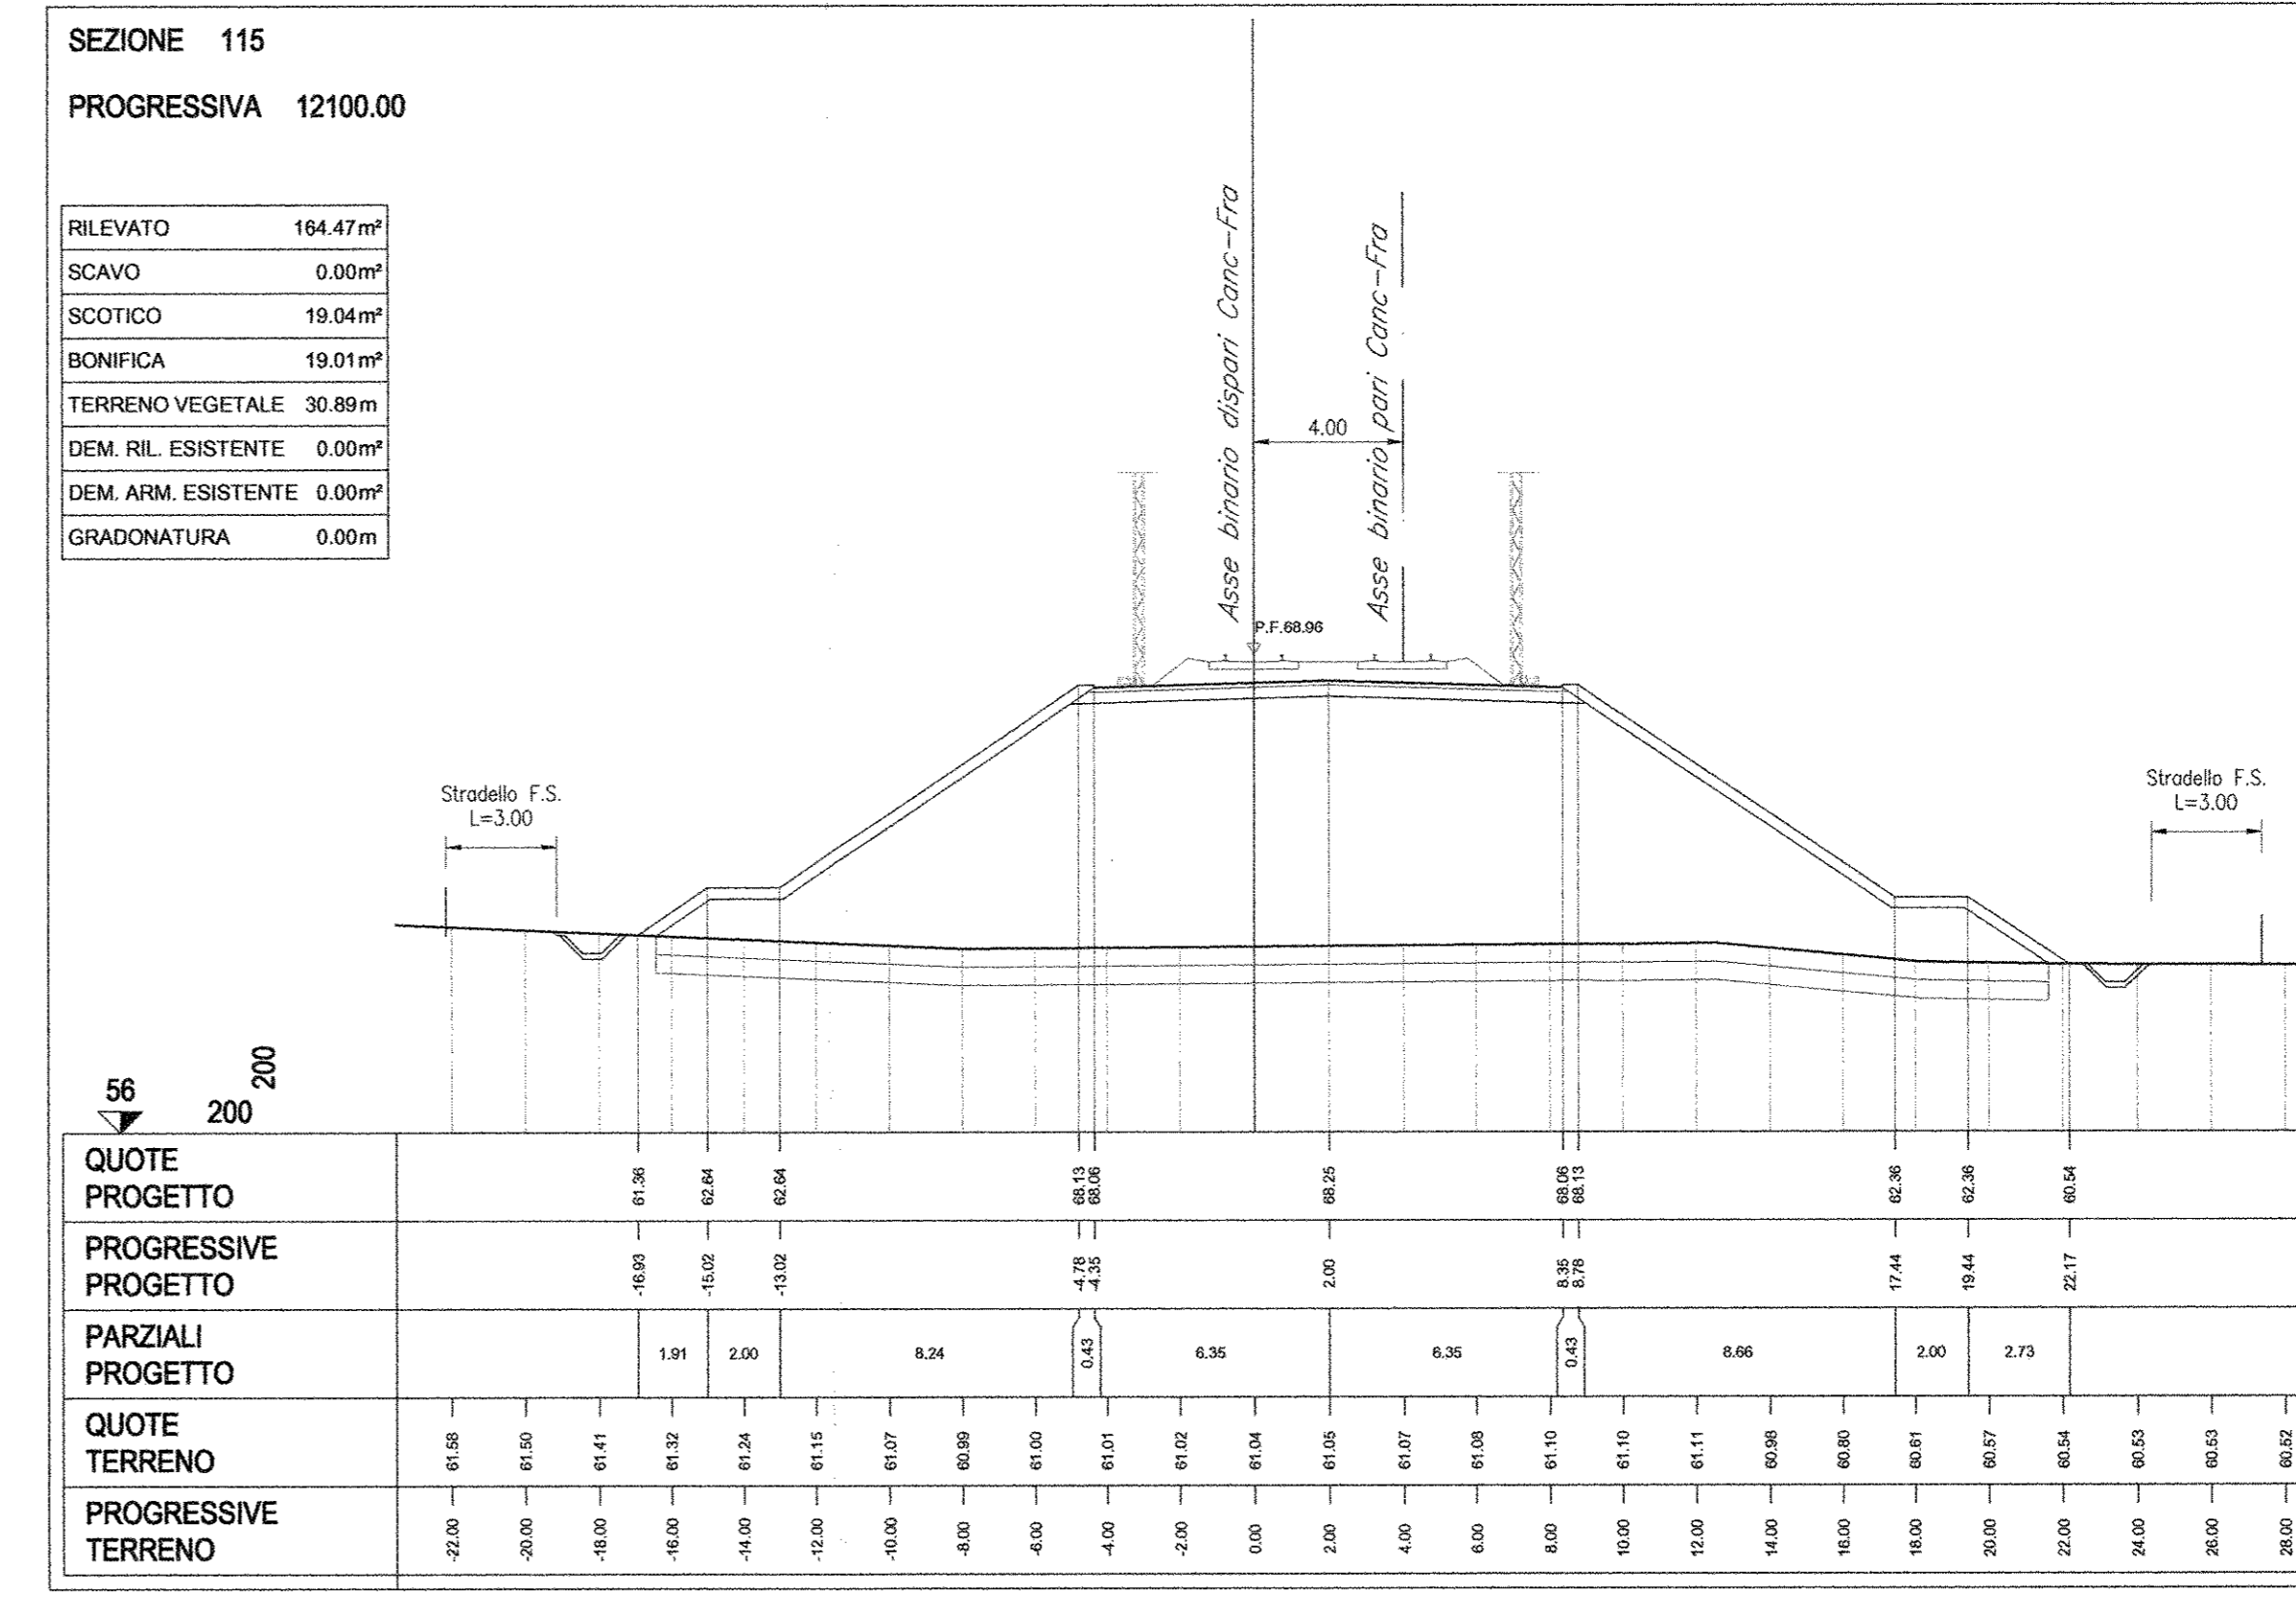 SEZIONE 115
PROGRESSIVA 12100.00
RILEVATO 164.47m²
SCAVO 0.00m²
SCOTICO 19.04m²
BONIFICA 19.01m²
TERRENO VEGETALE 30.89m
DEM. RIL. ESISTENTE 0.00m²
DEM. ARM. ESISTENTE 0.00m²
GRADONATURA 0.00m
Asse binario dispari Canc-Fra
Asse binario pari Canc-Fra
4.00
P.F.68.96
Stradello F.S.
L=3.00
Stradello F.S.
L=3.00
56
200
200
QUOTE
PROGETTO
61.36 62.64 62.64 68.13 68.06 68.25 68.06 68.13 62.36 62.36 60.54
PROGRESSIVE
PROGETTO
-16.93 -15.02 -13.02 -4.78 -4.35 2.00 8.35 8.78 17.44 19.44 22.17
PARZIALI
PROGETTO
1.91 2.00 8.24 0.43 6.35 6.35 0.43 8.66 2.00 2.73
QUOTE
TERRENO
61.58 61.50 61.41 61.32 61.24 61.15 61.07 60.99 61.00 61.01 61.02 61.04 61.05 61.07 61.08 61.10 61.10 61.11 60.98 60.80 60.61 60.57 60.54 60.53 60.53 60.52
PROGRESSIVE
TERRENO
-22.00 -20.00 -18.00 -16.00 -14.00 -12.00 -10.00 -8.00 -6.00 -4.00 -2.00 0.00 2.00 4.00 6.00 8.00 10.00 12.00 14.00 16.00 18.00 20.00 22.00 24.00 26.00 28.00